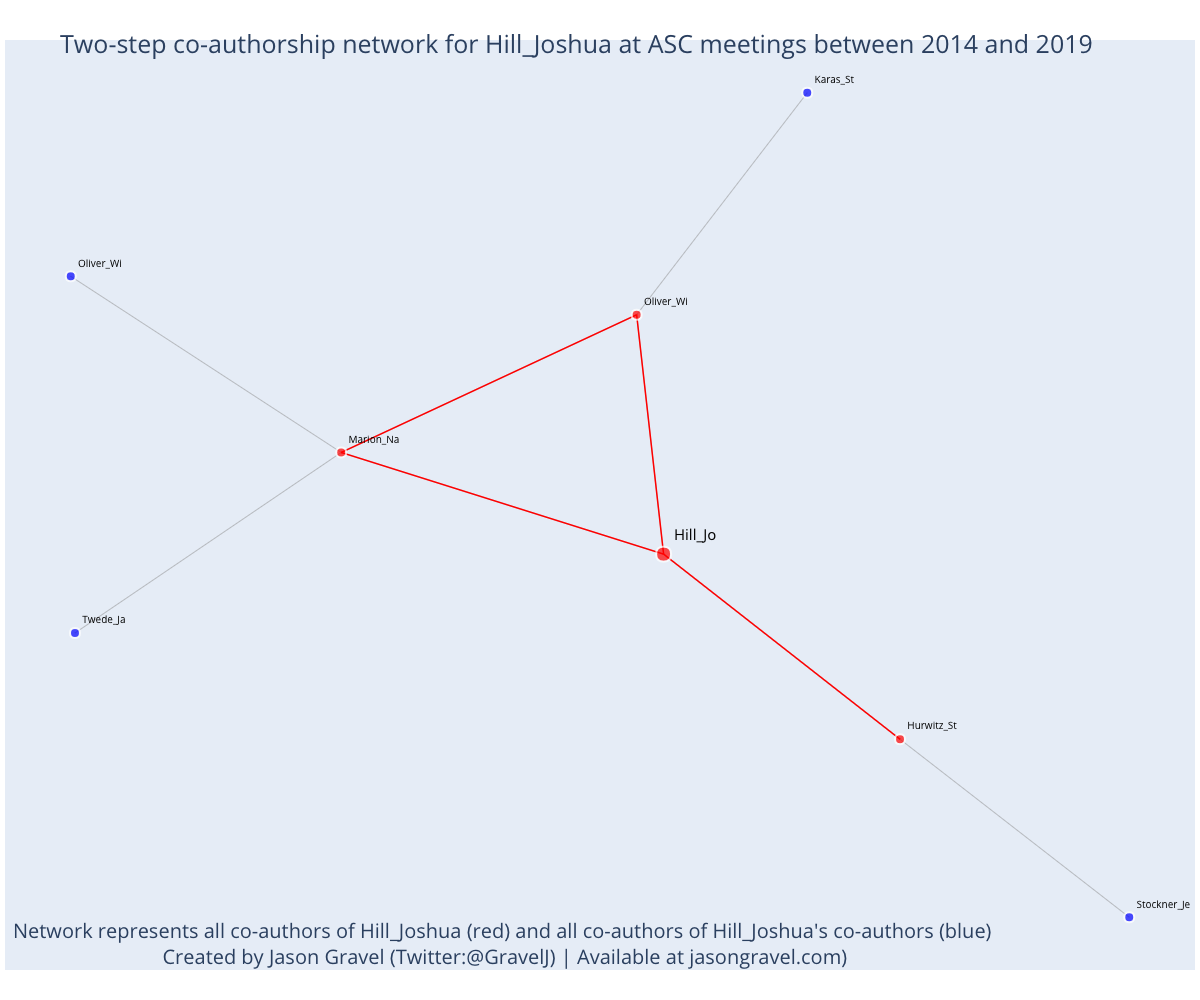 Two-step co-authorship network for Hill_Joshua at ASC meetings between 2014 and 2019
Karas_St
Oliver_Wi
Oliver_Wi
Marion_Na
Hill_Jo
Twede_Ja
Hurwitz_St
Stockner_Je
Network represents all co-authors of Hill_Joshua (red) and all co-authors of Hill_Joshua's co-authors (blue)
Created by Jason Gravel (Twitter:@GravelJ) | Available at jasongravel.com)